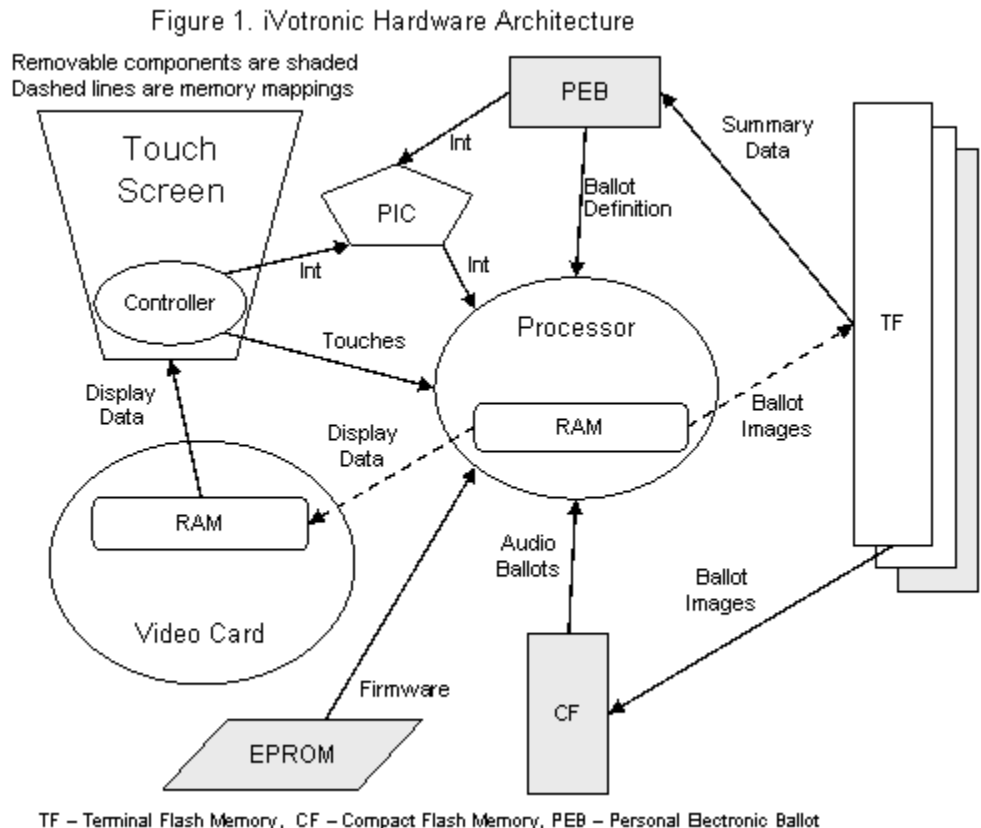 Figure 1. iVotronic Hardware Architecture
Removable components are shaded
Dashed lines are memory mappings
PEB
Touch
Screen
Summary
Data
Int
Ballot
Definition
PIC
Int
Int
Controller
Processor
TF
Touches
Display
Data
Display
Data
RAM
Ballot
Images
RAM
Audio
Ballots
Ballot
Images
Video Card
Firmware
CF
EPROM
TF – Terminal Flash Memory, CF – Compact Flash Memory, PEB – Personal Electronic Ballot